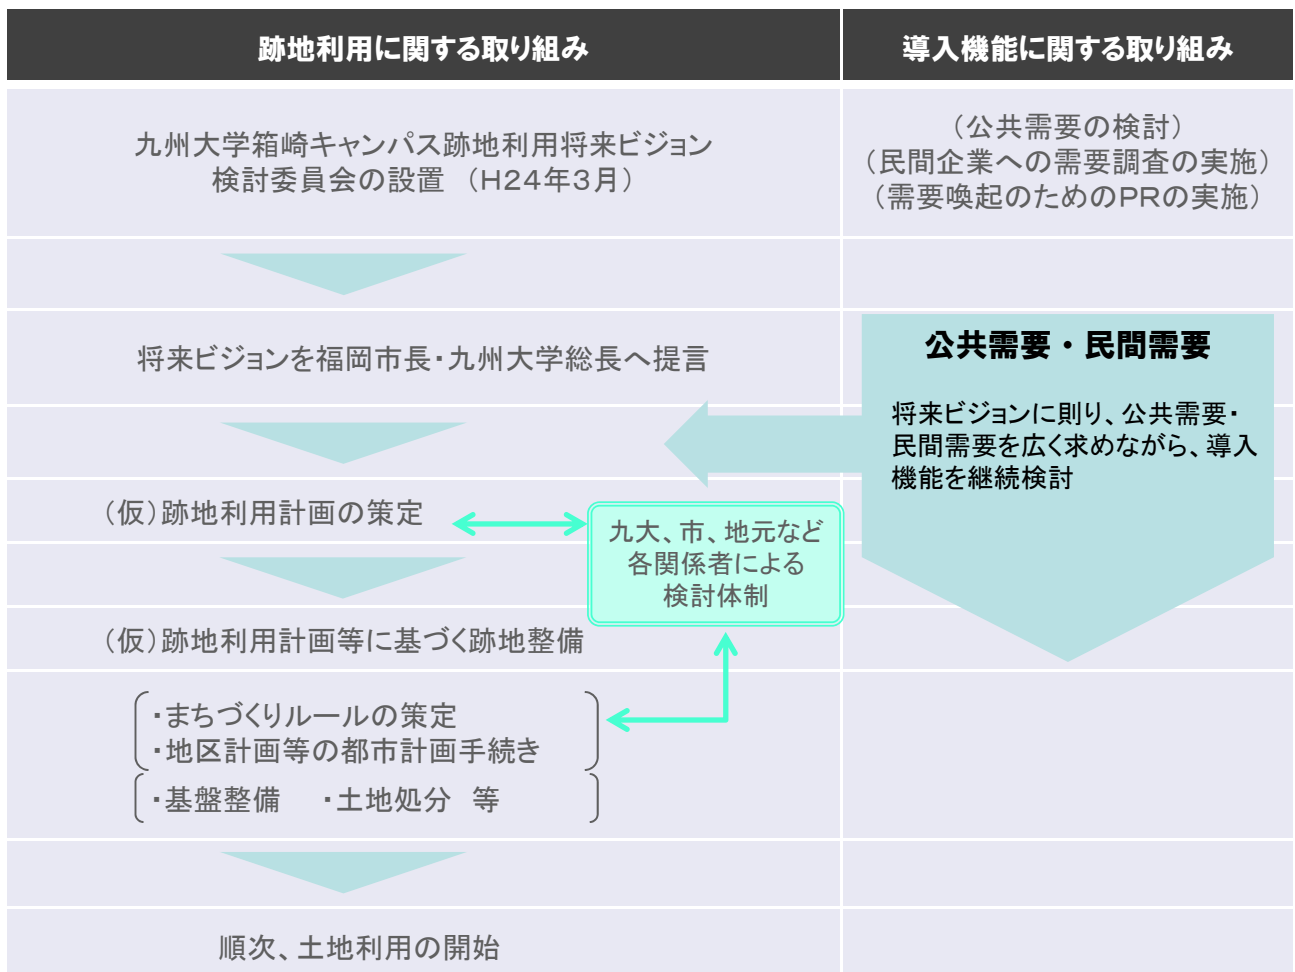 跡地利用に関する取り組み
導入機能に関する取り組み
九州大学箱崎キャンパス跡地利用将来ビジョン
検討委員会の設置　（H24年3月）
（公共需要の検討）
（民間企業への需要調査の実施）
（需要喚起のためのPRの実施）
将来ビジョンを福岡市長・九州大学総長へ提言
公共需要・民間需要
将来ビジョンに則り、公共需要・
民間需要を広く求めながら、導入
機能を継続検討
（仮）跡地利用計画の策定
九大、市、地元など
各関係者による
検討体制
（仮）跡地利用計画等に基づく跡地整備
・まちづくりルールの策定
・地区計画等の都市計画手続き
・基盤整備　・土地処分　等
順次、土地利用の開始